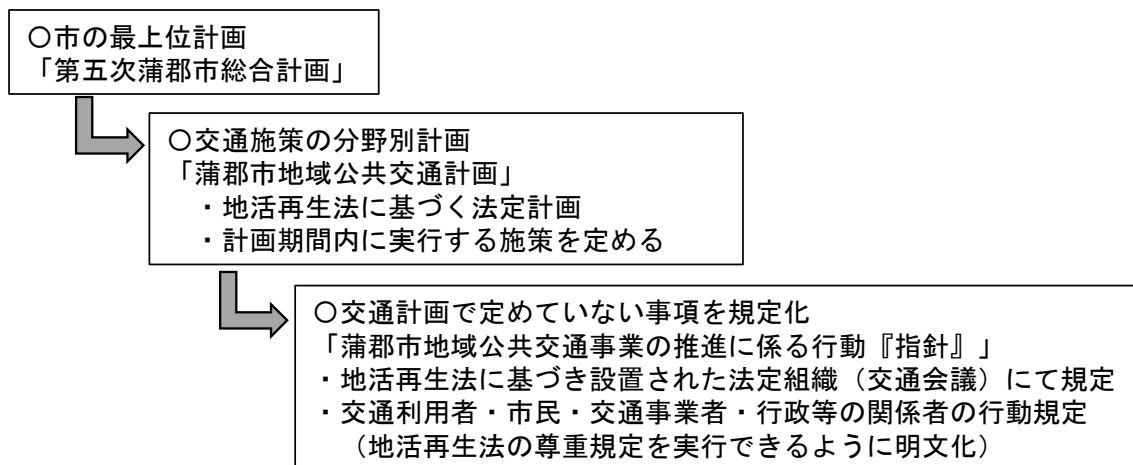 ○市の最上位計画
「第五次蒲郡市総合計画」
○交通施策の分野別計画
「蒲郡市地域公共交通計画」
・地活再生法に基づく法定計画
・計画期間内に実行する施策を定める
○交通計画で定めていない事項を規定化
「蒲郡市地域公共交通事業の推進に係る行動『指針』」
・地活再生法に基づき設置された法定組織（交通会議）にて規定
・交通利用者・市民・交通事業者・行政等の関係者の行動規定
（地活再生法の尊重規定を実行できるように明文化）